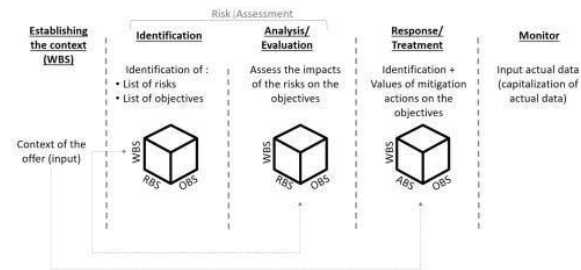 Risk Assessment
Establishing
the context
(WBS)
Identification
Analysis/
Evaluation
Response/
Treatment
Monitor
Identification of :
• List of risks
• List of objectives
Assess the impacts
of the risks on the
objectives
Identification +
Values of mitigation
actions on the
objectives
Input actual data
(capitalization of
actual data)
Context of the
offer (input)
WBS
RBS
OBS
WBS
RBS
OBS
WBS
ABS
OBS